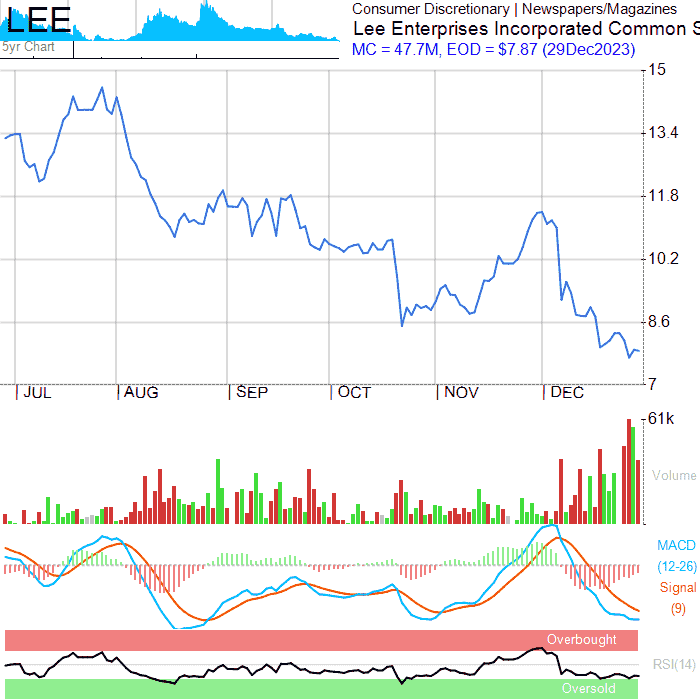 LEE
5yr Chart
Consumer Discretionary | Newspapers/Magazines
Lee Enterprises Incorporated Common S
MC = 47.7M, EOD = $7.87 (29Dec2023)
15
13.4
11.8
10.2
8.6
7
JUL AUG SEP OCT NOV DEC
61k
Volume
MACD
(12-26)
Signal
(9)
Overbought
RSI(14)
Oversold